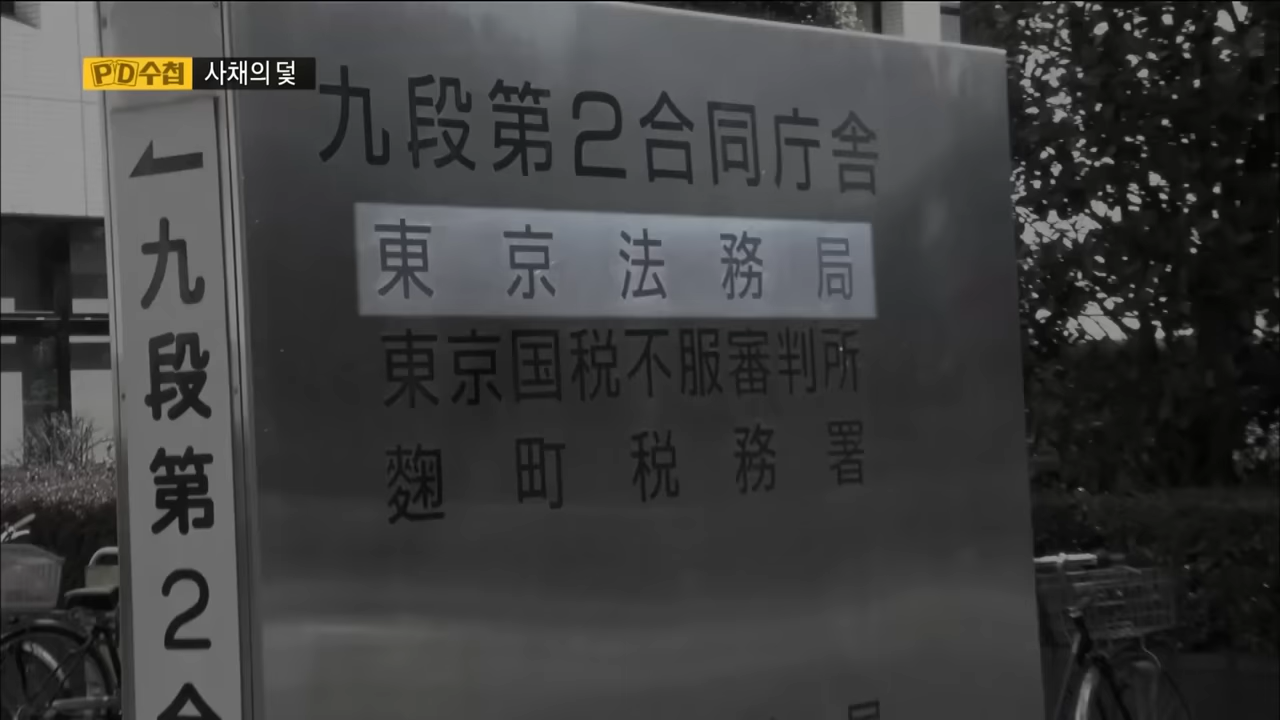 PD수첩 사채의 덫
九段第2合同庁舎
東京法務局
東京国税不服審判所
麴町税務署
九段第2合
局